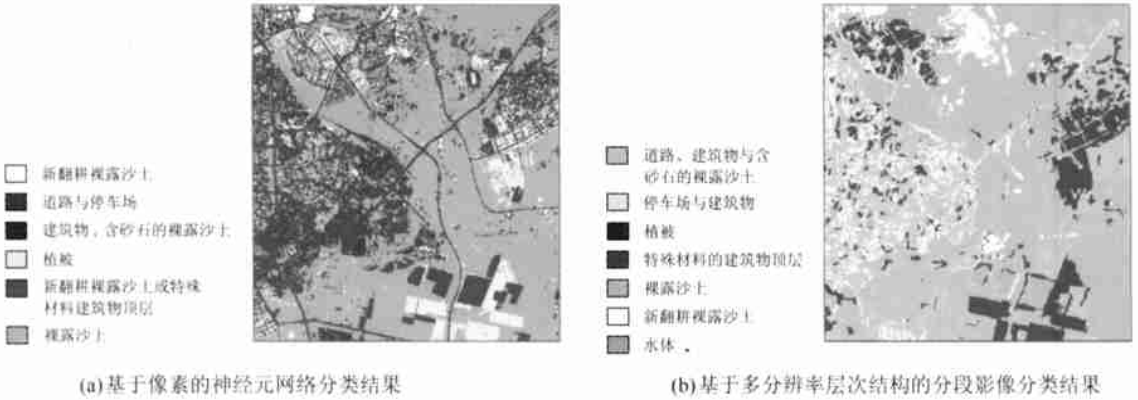 新翻耕裸露沙土
道路与停车场
建筑物、含砂石的裸露沙土
植被
新翻耕裸露沙土或特殊
材料建筑物顶层
裸露沙土
(a)基于像素的神经元网络分类结果
道路、建筑物与含
砂石的裸露沙土
停车场与建筑物
植被
特殊材料的建筑物顶层
裸露沙土
新翻耕裸露沙土
水体
(b)基于多分辨率层次结构的分段影像分类结果